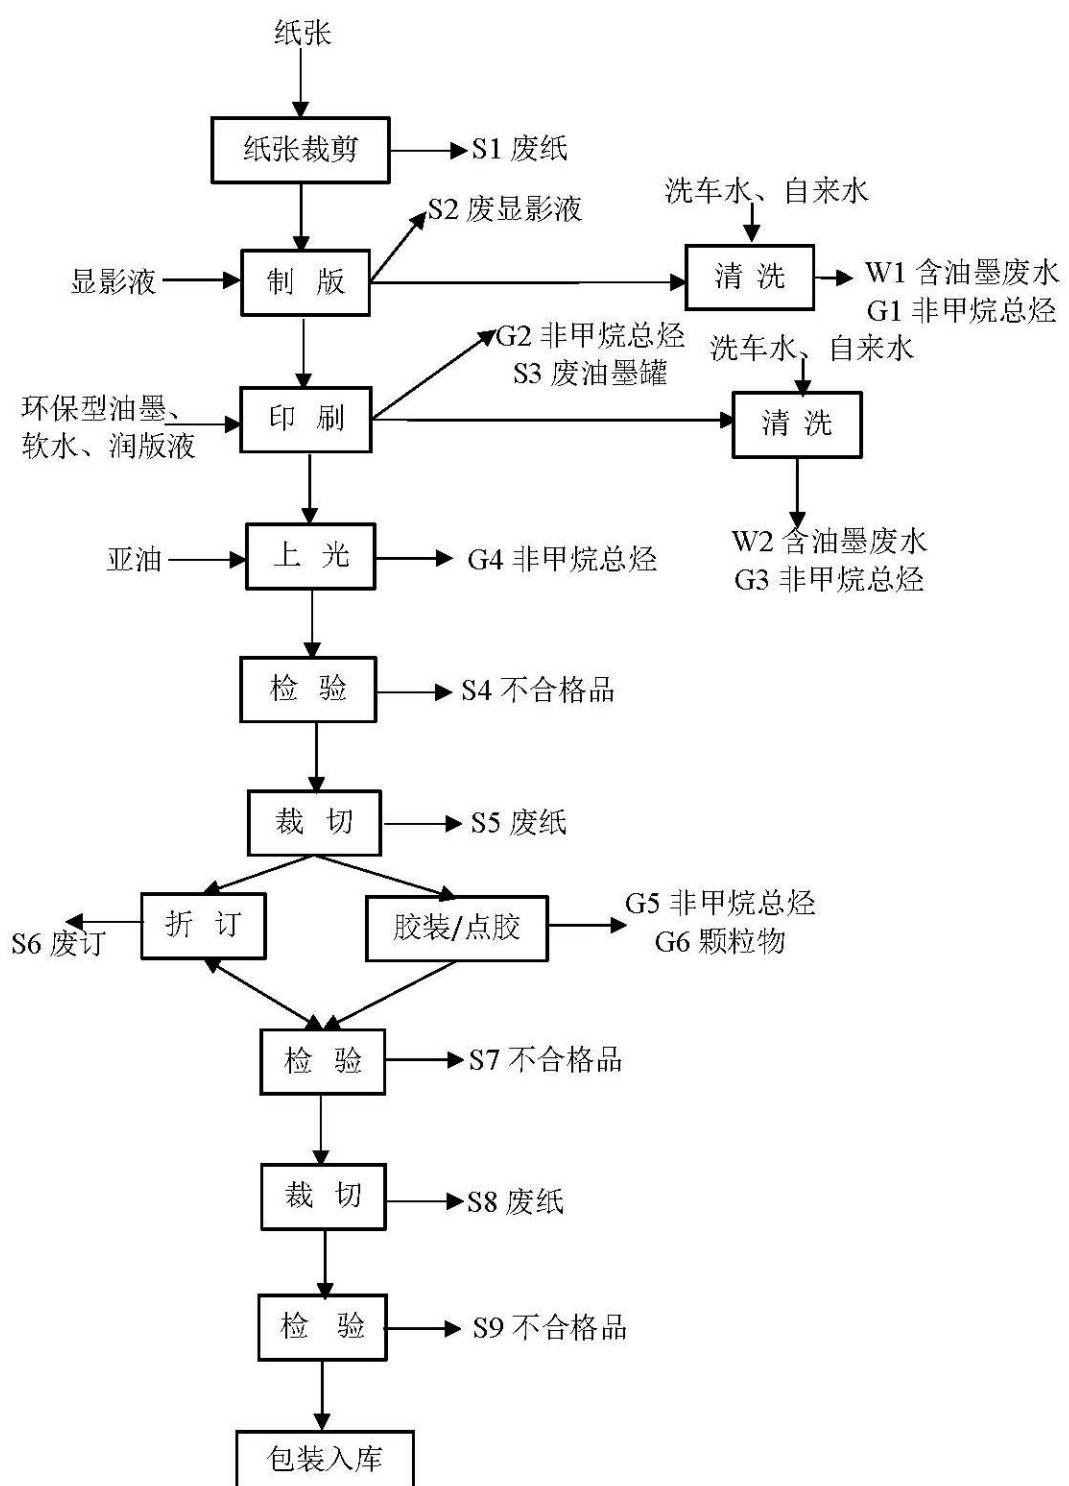 纸张
纸张裁剪
S1 废纸
S2 废显影液
洗车水、自来水
显影液
制 版
清 洗
W1 含油墨废水
G1 非甲烷总烃
G2 非甲烷总烃
S3 废油墨罐
洗车水、自来水
环保型油墨、
软水、润版液
印 刷
清 洗
亚油
上 光
G4 非甲烷总烃
W2 含油墨废水
G3 非甲烷总烃
检 验
S4 不合格品
裁 切
S5 废纸
S6 废订
折 订
胶装/点胶
G5 非甲烷总烃
G6 颗粒物
检 验
S7 不合格品
裁 切
S8 废纸
检 验
S9 不合格品
包装入库